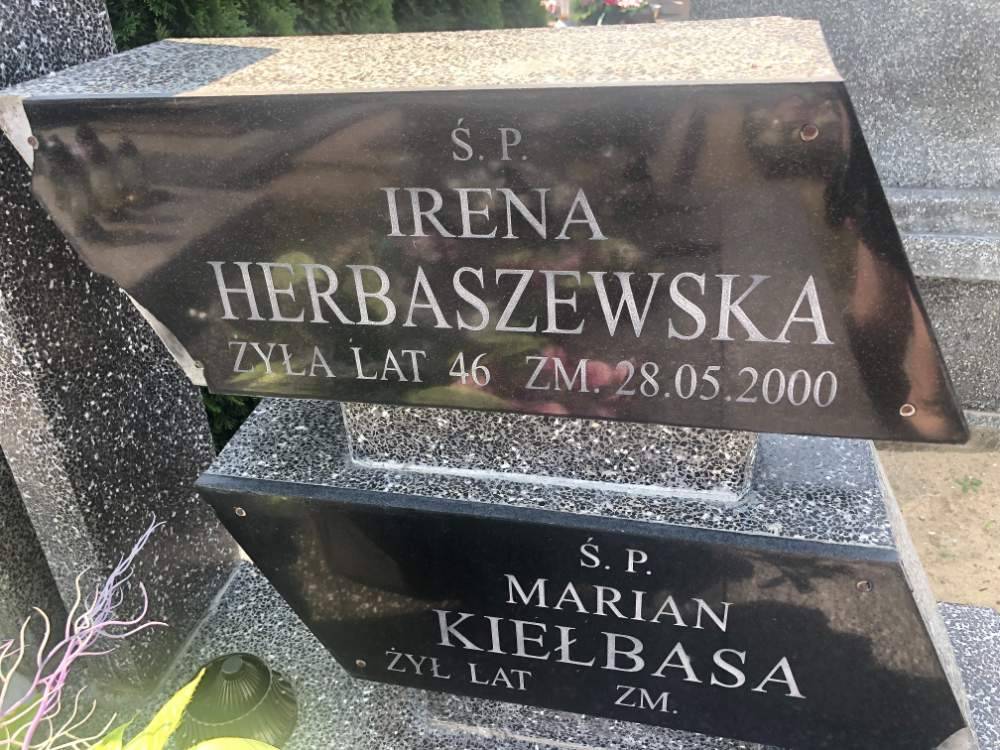 Ś. P.
IRENA
HERBASZEWSKA
ŻYŁA LAT 46 ZM. 28.05.2000
Ś. P.
MARIAN
KIEŁBASA
ŻYŁ LAT ZM.